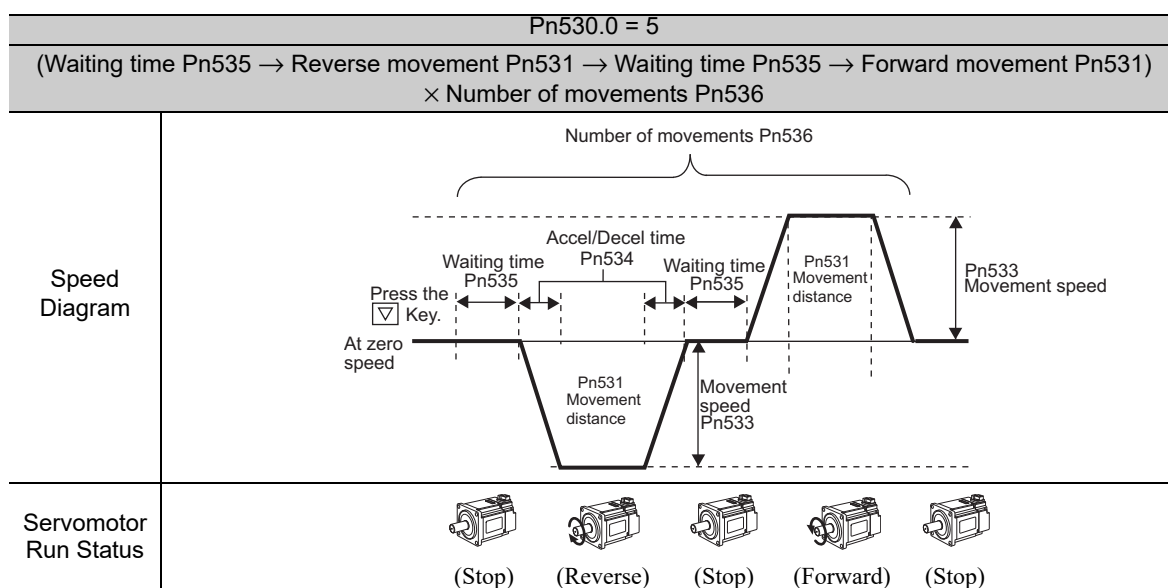 Pn530.0 = 5
(Waiting time Pn535 → Reverse movement Pn531 → Waiting time Pn535 → Forward movement Pn531)
× Number of movements Pn536
Speed
Diagram
Number of movements Pn536
Accel/Decel time
Pn534
Waiting time
Pn535
Waiting time
Pn535
Press the
▽ Key.
At zero
speed
Pn531
Movement
distance
Pn533
Movement speed
Pn531
Movement
distance
Movement
speed
Pn533
Servomotor
Run Status
(Stop)
(Reverse)
(Stop)
(Forward)
(Stop)